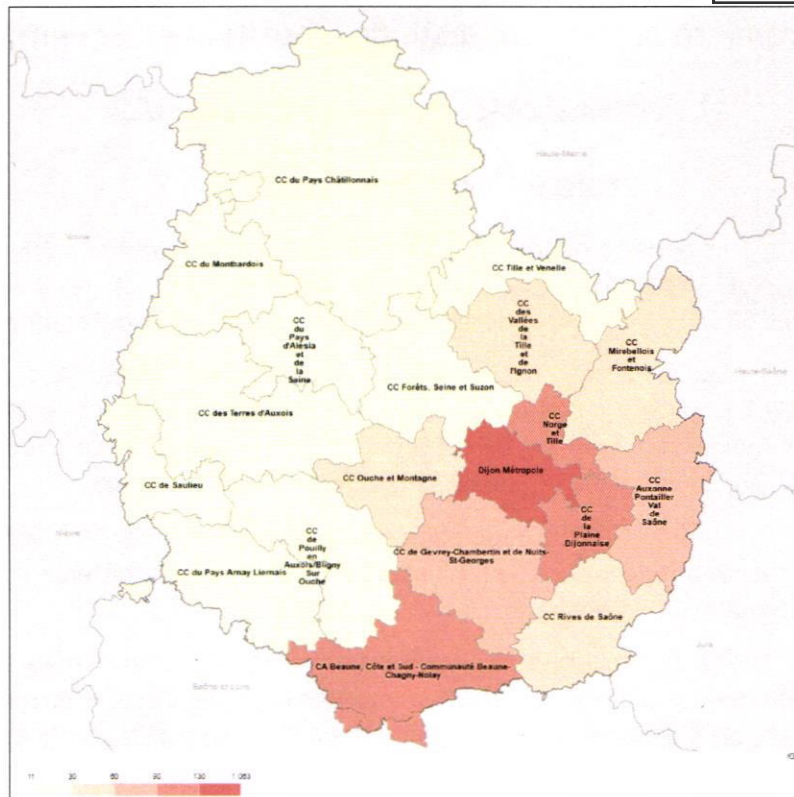 Haute-Marne
CC du Pays Châtillonnais
Yonne
CC du Montbardois
CC Tille et Venelle
CC
des
Vallées
de
la
Tille
et
de
l'Ignon
CC
du
Pays
d'Alésia
et
de
la
Seine
CC
Mirebellois
et
Fontenois
Haute-Saône
CC Forêts, Seine et Suzon
CC des Terres d'Auxois
CC
Norge
et
Tille
CC Ouche et Montagne
Dijon Métropole
CC
Auxonne
Pontailler
Val
de
Saône
CC de Saulieu
CC
de
la
Plaine
Dijonnaise
Nièvre
CC
de
Pouilly
en
Auxois/Bligny
Sur
Ouche
CC de Gevrey-Chambertin et de Nuits-
St-Georges
CC du Pays Arnay Liernais
CC Rives de Saône
Jura
CA Beaune, Côte et Sud - Communauté Beaune-
Chagny-Nolay
Saône et Loire
11 30 60 90 130 1 063